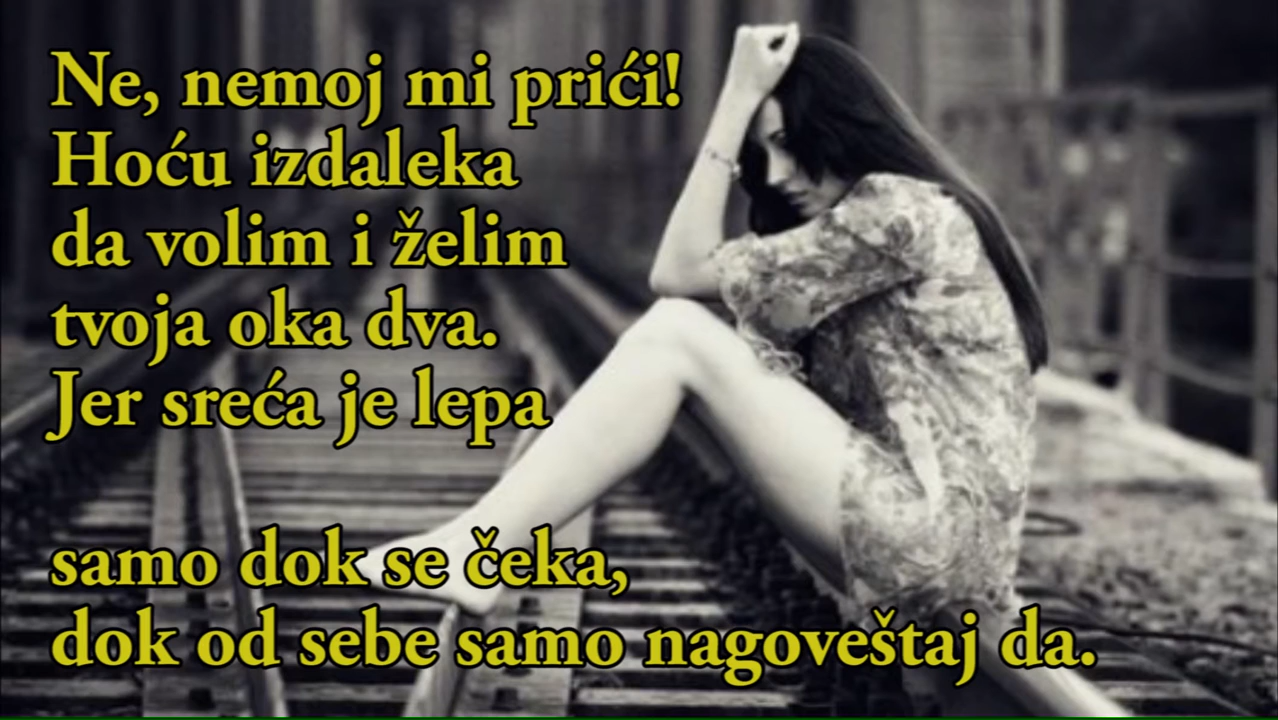 Ne, nemoj mi prići!
Hoću izdaleka
da volim i želim
tvoja oka dva.
Jer sreća je lepa
samo dok se čeka,
dok od sebe samo nagoveštaj da.